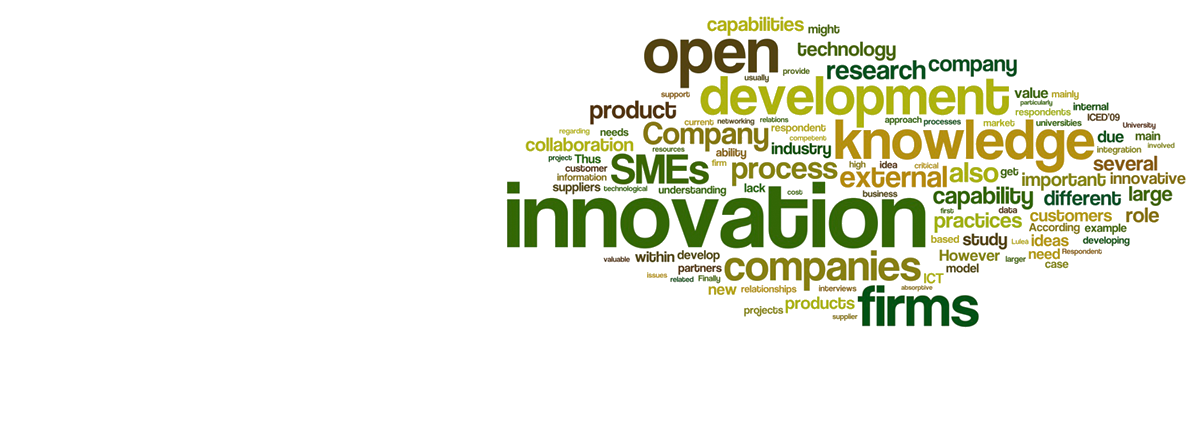 capabilities might
open technology
usually provide research company
support development value mainly
particularly
product respondents internal
current networking relations approach processes market universities ICED'09
regarding needs Company respondent knowledge due main University
collaboration resources competent industry integration involved
project Thus SMEs ability
customer firm process high idea critical several
information external also get important innovative
suppliers technological understanding lack cost business capability different large
innovation first data practices customers role
According example
based study Lulea ideas developing
valuable within develop However larger need Respondent
partners companies model case
issues related Finally ICT
new relationships interviews absorptive
projects products firms
supplier